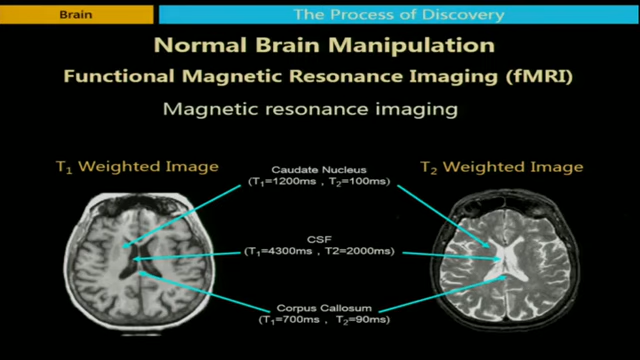 Brain
The Process of Discovery
Normal Brain Manipulation
Functional Magnetic Resonance Imaging (fMRI)
Magnetic resonance imaging
T₁ Weighted Image
T₂ Weighted Image
Caudate Nucleus
(T₁=1200ms , T₂=100ms)
CSF
(T₁=4300ms , T2=2000ms)
Corpus Callosum
(T₁=700ms , T₂=90ms)